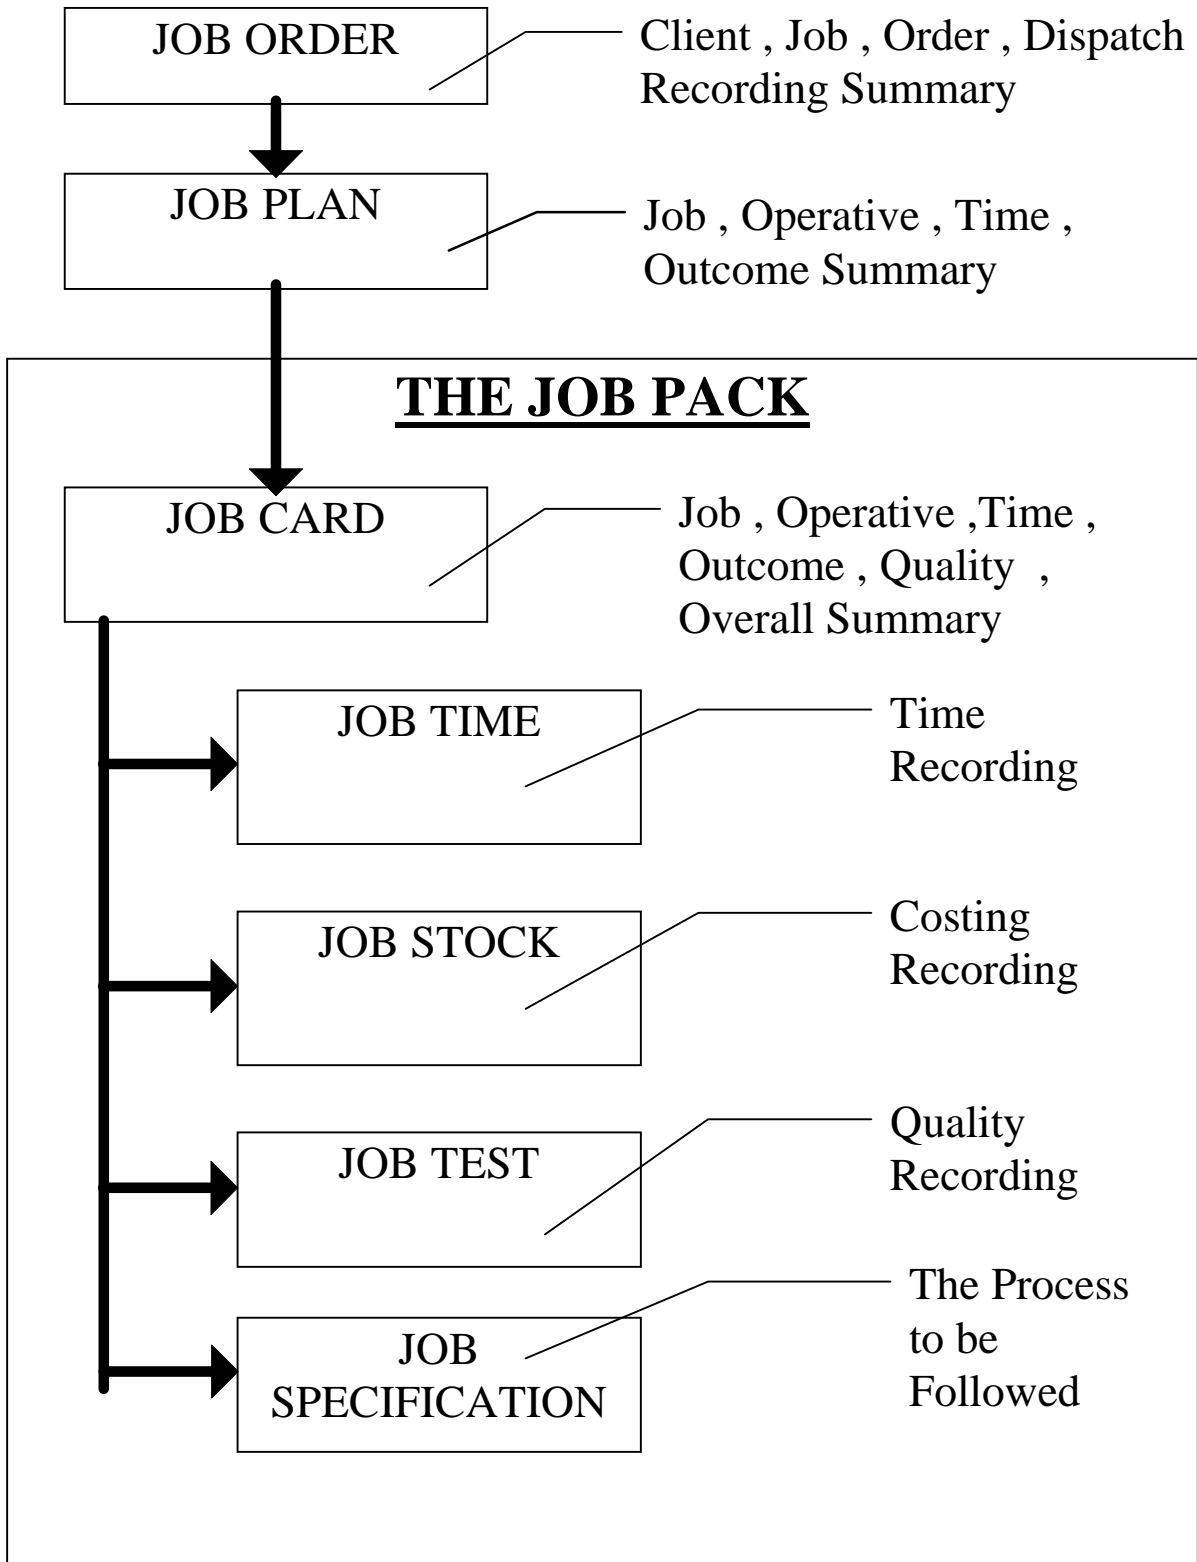 JOB ORDER
Client , Job , Order , Dispatch
Recording Summary
JOB PLAN
Job , Operative , Time ,
Outcome Summary
THE JOB PACK
JOB CARD
Job , Operative ,Time ,
Outcome , Quality  ,
Overall Summary
JOB TIME
Time
Recording
JOB STOCK
Costing
Recording
JOB TEST
Quality
Recording
JOB
SPECIFICATION
The Process
to be
Followed